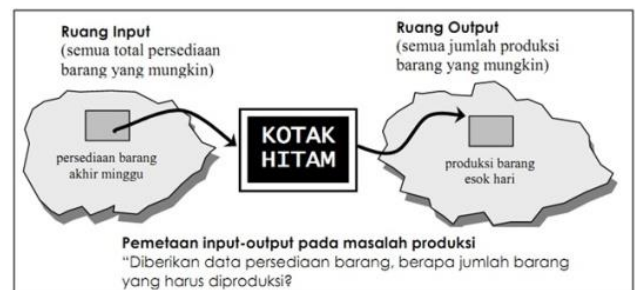 Ruang Input
(semua total persediaan
barang yang mungkin)
persediaan barang
akhir minggu
KOTAK
HITAM
Ruang Output
(semua jumlah produksi
barang yang mungkin)
produksi barang
esok hari
Pemetaan input-output pada masalah produksi
“Diberikan data persediaan barang, berapa jumlah barang
yang harus diproduksi?